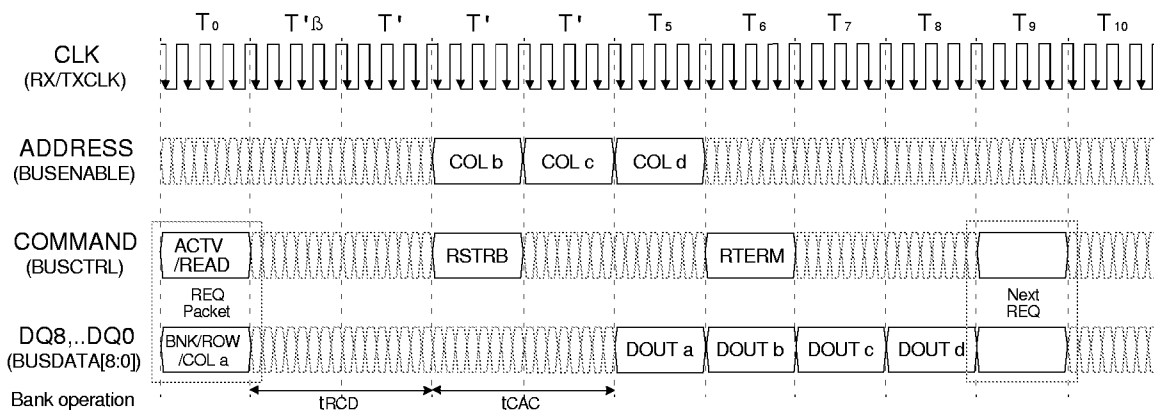 T0 T'ß T' T' T' T5 T6 T7 T8 T9 T10
CLK
(RX/TXCLK)
ADDRESS
(BUSENABLE)
COL b COL c COL d
COMMAND
(BUSCTRL)
ACTV
/READ
RSTRB RTERM
REQ
Packet
Next
REQ
DQ8,..DQ0
(BUSDATA[8:0])
BNK/ROW
/COL a
DOUT a DOUT b DOUT c DOUT d
Bank operation
tRCD tCAC